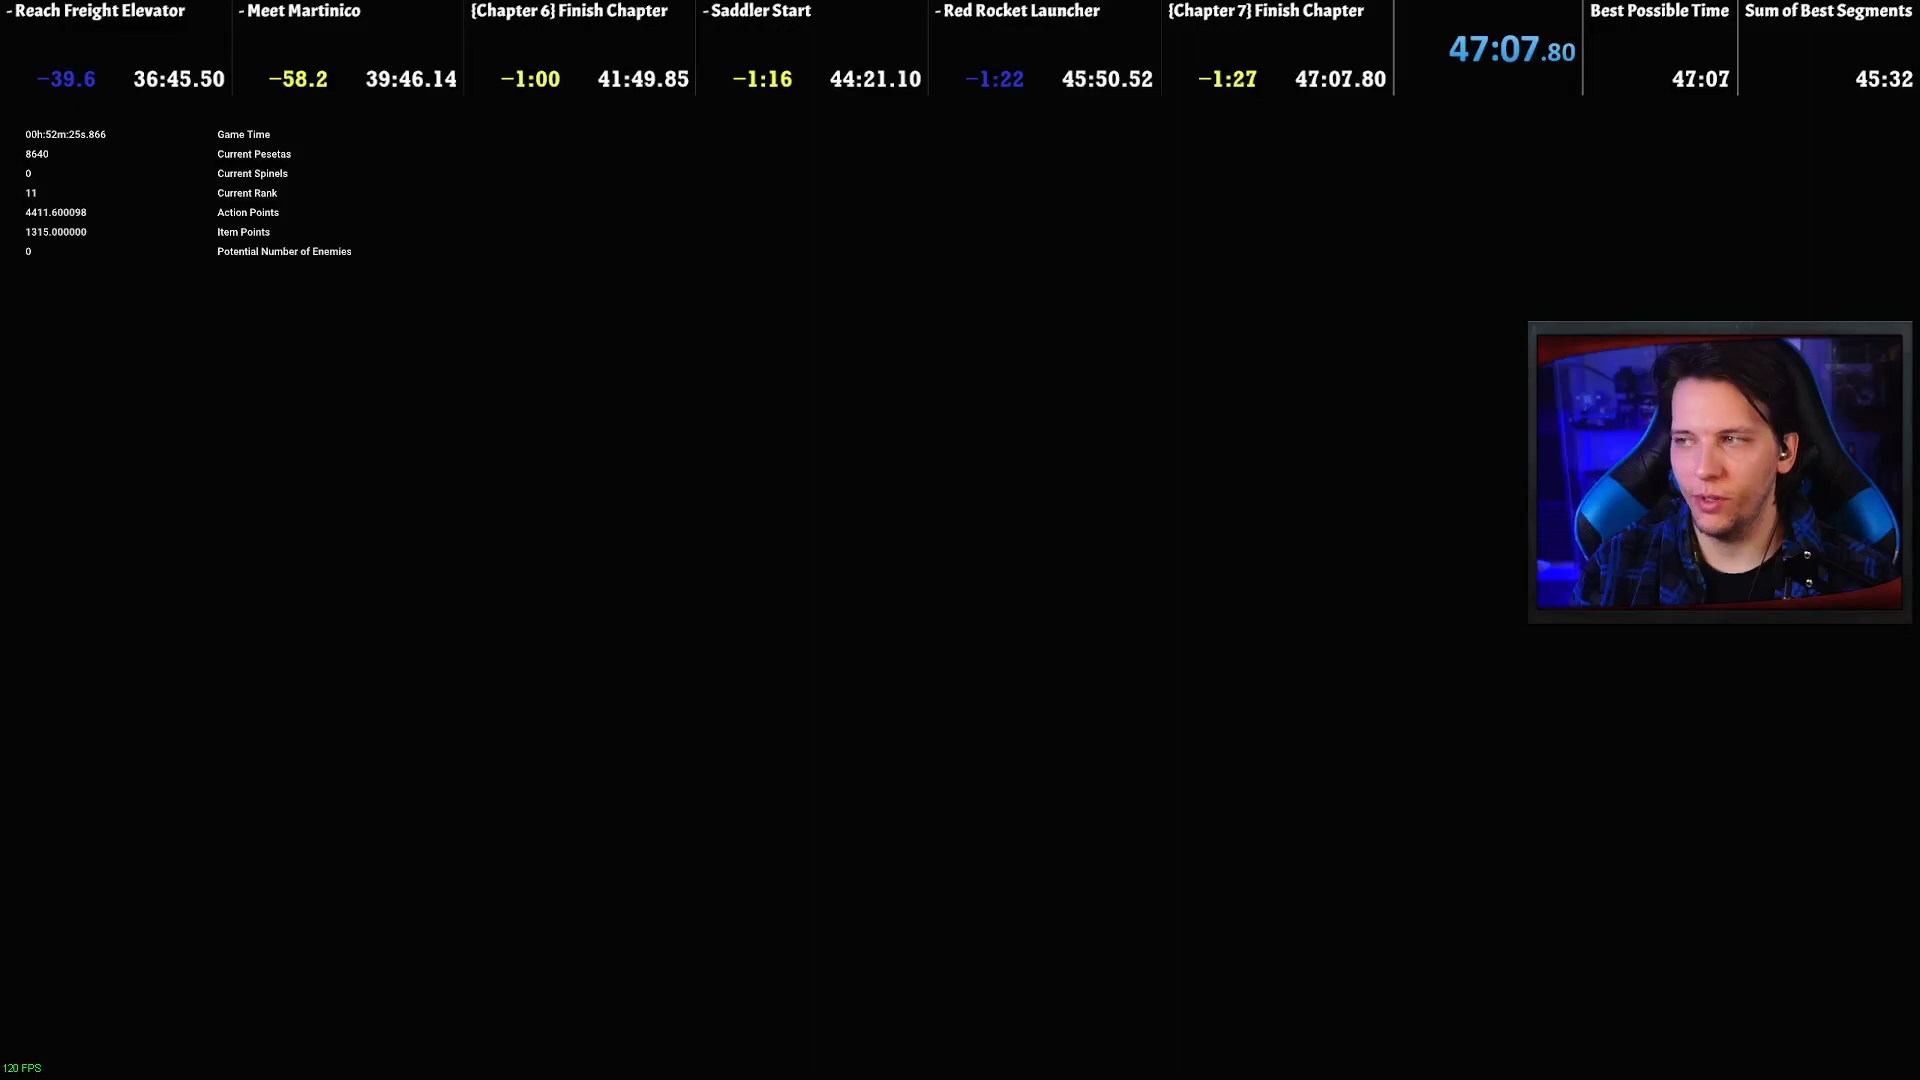 - Reach Freight Elevator
−39.6 36:45.50
- Meet Martinico
−58.2 39:46.14
{Chapter 6} Finish Chapter
−1:00 41:49.85
- Saddler Start
−1:16 44:21.10
- Red Rocket Launcher
−1:22 45:50.52
{Chapter 7} Finish Chapter
−1:27 47:07.80
47:07.80
Best Possible Time
47:07
Sum of Best Segments
45:32
00h:52m:25s.866 Game Time
8640 Current Pesetas
0 Current Spinels
11 Current Rank
4411.600098 Action Points
1315.000000 Item Points
0 Potential Number of Enemies
120 FPS